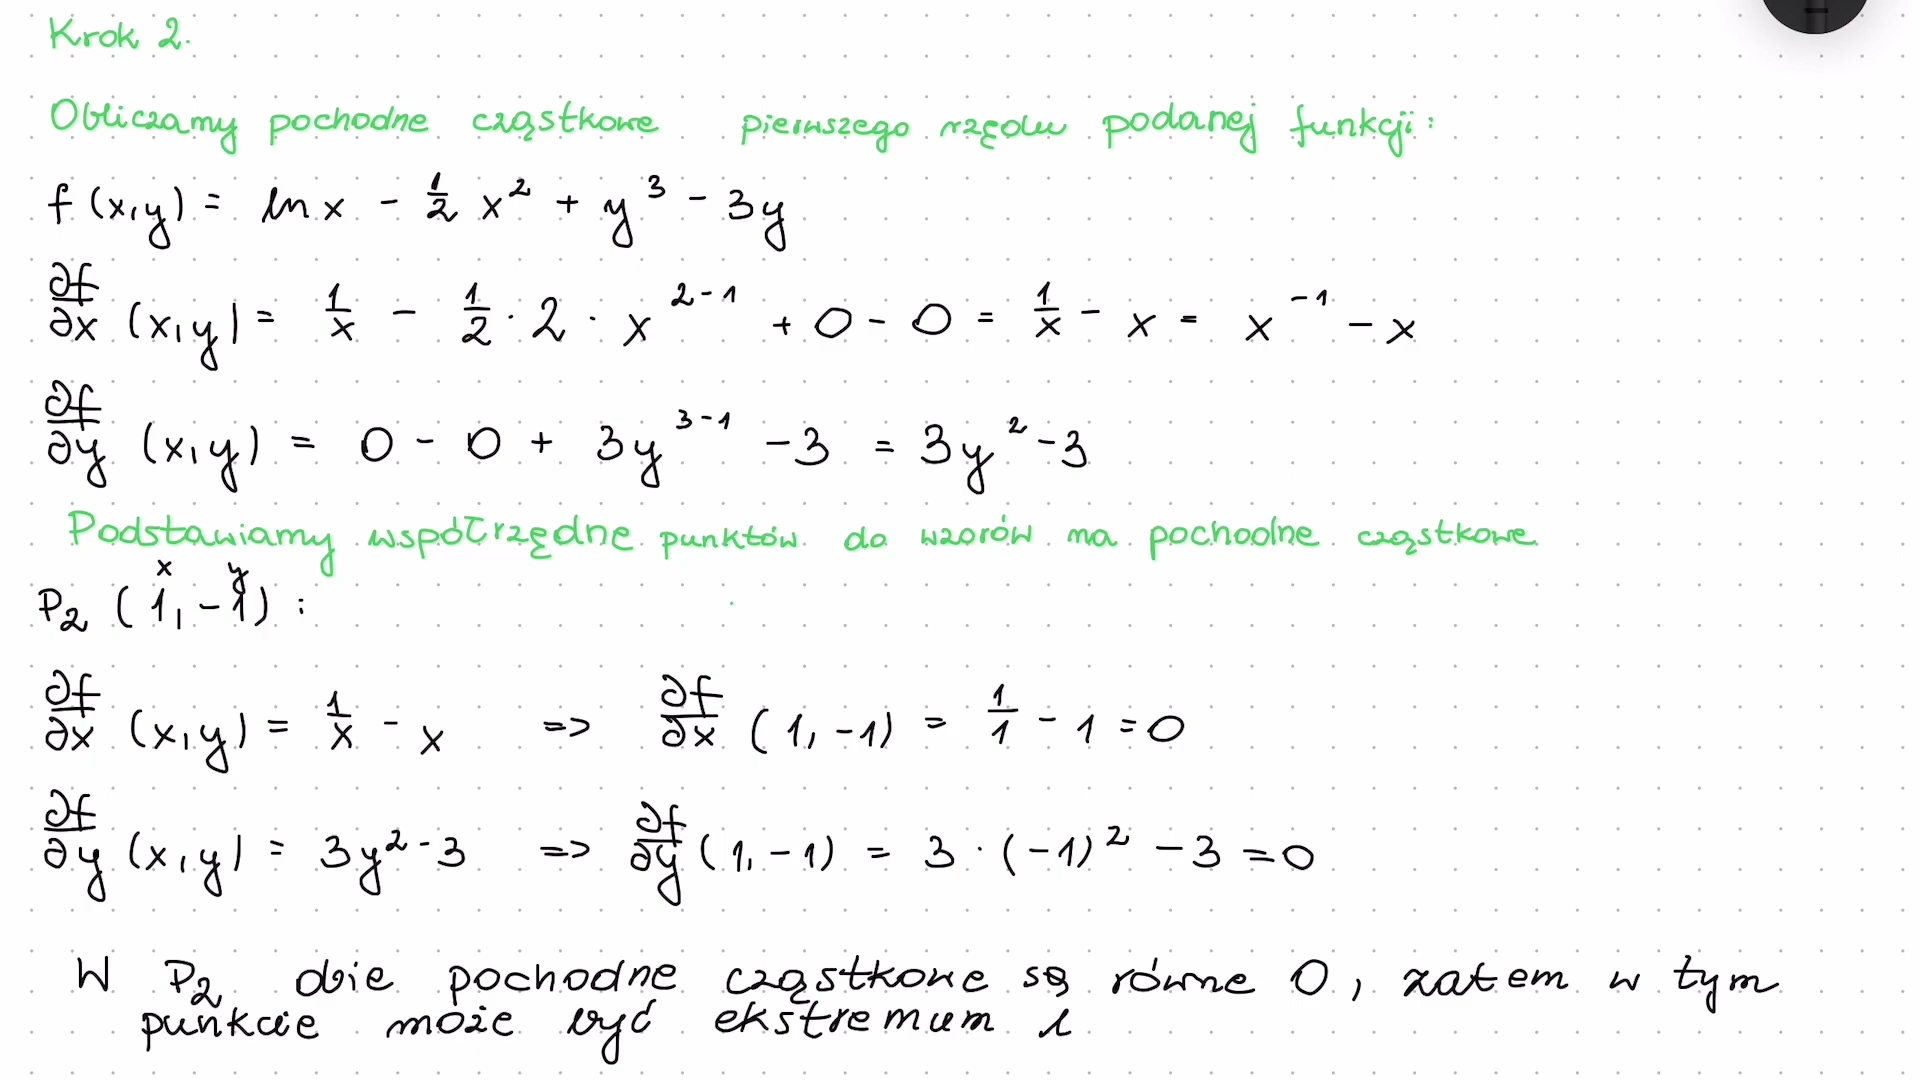 Krok 2.
Obliczamy pochodne cząstkowe pierwszego rzędu podanej funkcji:
f(x,y) = ln x - 1/2 x² + y³ - 3y
∂f/∂x (x,y) = 1/x - 1/2 · 2 · x^(2-1) + 0 - 0 = 1/x - x = x^(-1) - x
∂f/∂y (x,y) = 0 - 0 + 3y^(3-1) - 3 = 3y² - 3
Podstawiamy współrzędne punktów do wzorów na pochodne cząstkowe
x y
P₂ (1, -1) :
∂f/∂x (x,y) = 1/x - x => ∂f/∂x (1, -1) = 1/1 - 1 = 0
∂f/∂y (x,y) = 3y² - 3 => ∂f/∂y (1, -1) = 3 · (-1)² - 3 = 0
W P₂ obie pochodne cząstkowe są równe 0, zatem w tym
punkcie może być ekstremum l